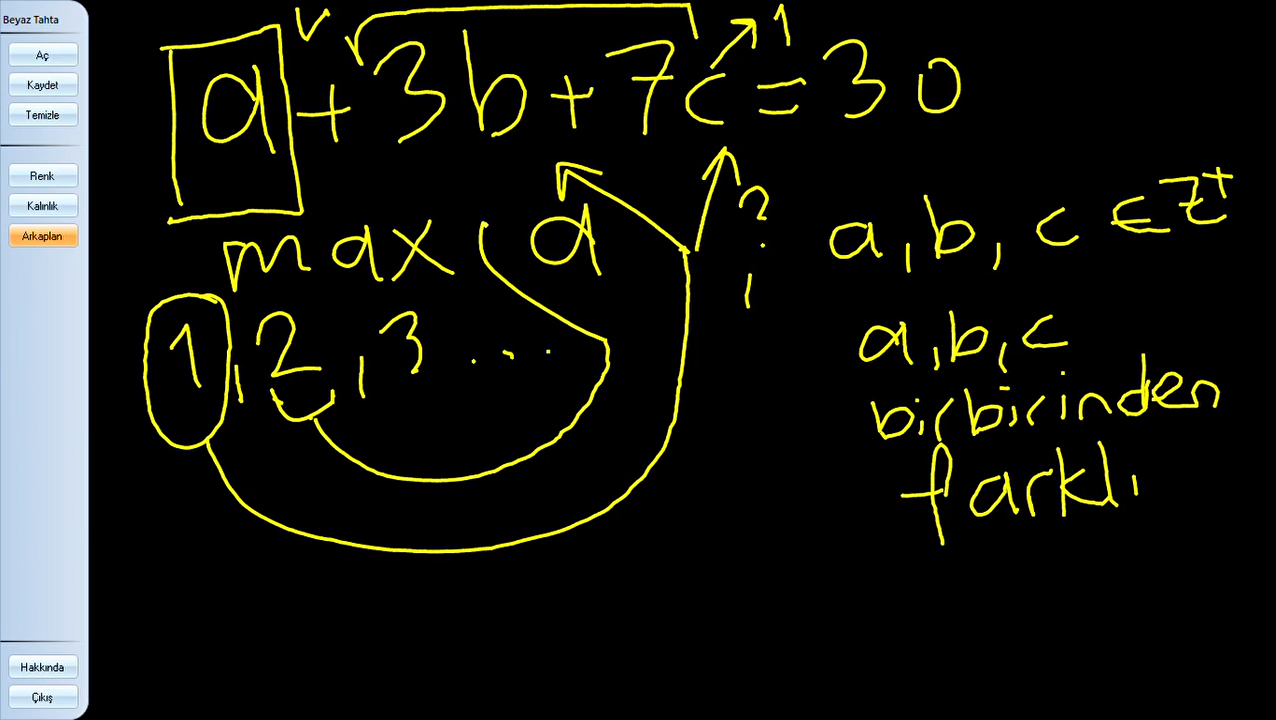 Beyaz Tahta
Aç
Kaydet
Temizle
Renk
Kalınlık
Arkaplan
Hakkında
Çıkış
1
a + 3b + 7c = 30
max a
?
!
1, 2, 3 ...
a, b, c ∈ Z⁺
a, b, c
birbirinden
farklı